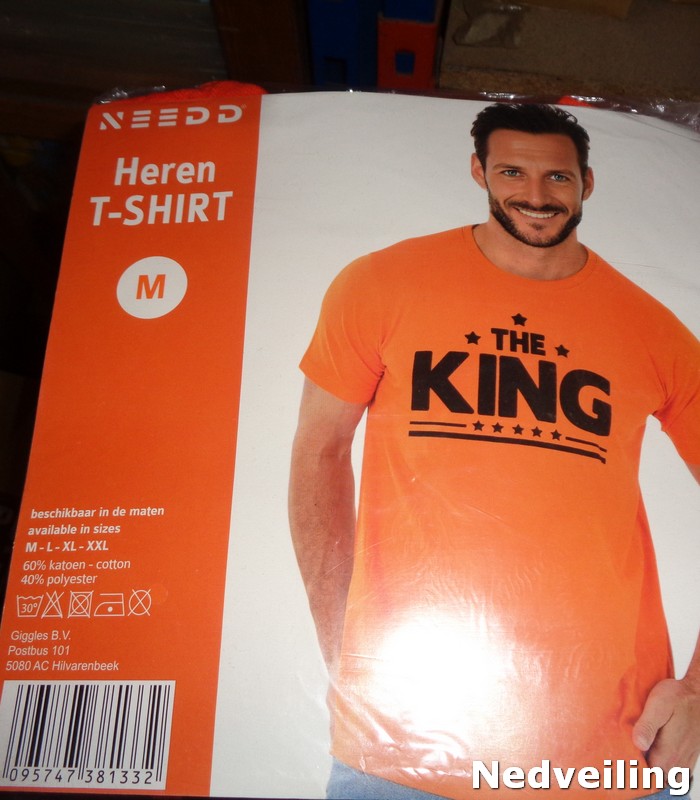 NEEDD®
Heren
T-SHIRT
M
THE
KING
beschikbaar in de maten
available in sizes
M - L - XL - XXL
60% katoen - cotton
40% polyester
30°
Giggles B.V.
Postbus 101
5080 AC Hilvarenbeek
095747 381332
Nedveiling